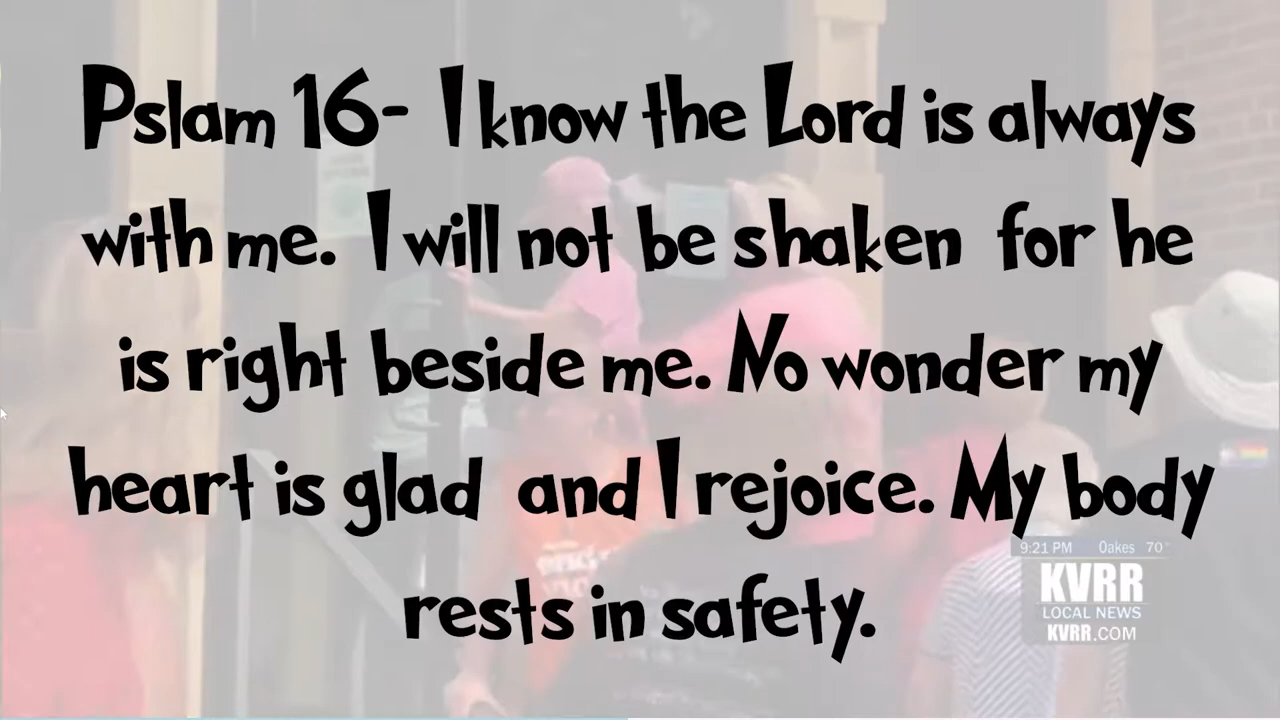 Pslam 16- I know the Lord is always
with me. I will not be shaken for he
is right beside me. No wonder my
heart is glad and I rejoice. My body
rests in safety.
9:21 PM Oakes 70°
KVRR
LOCAL NEWS
KVRR.COM